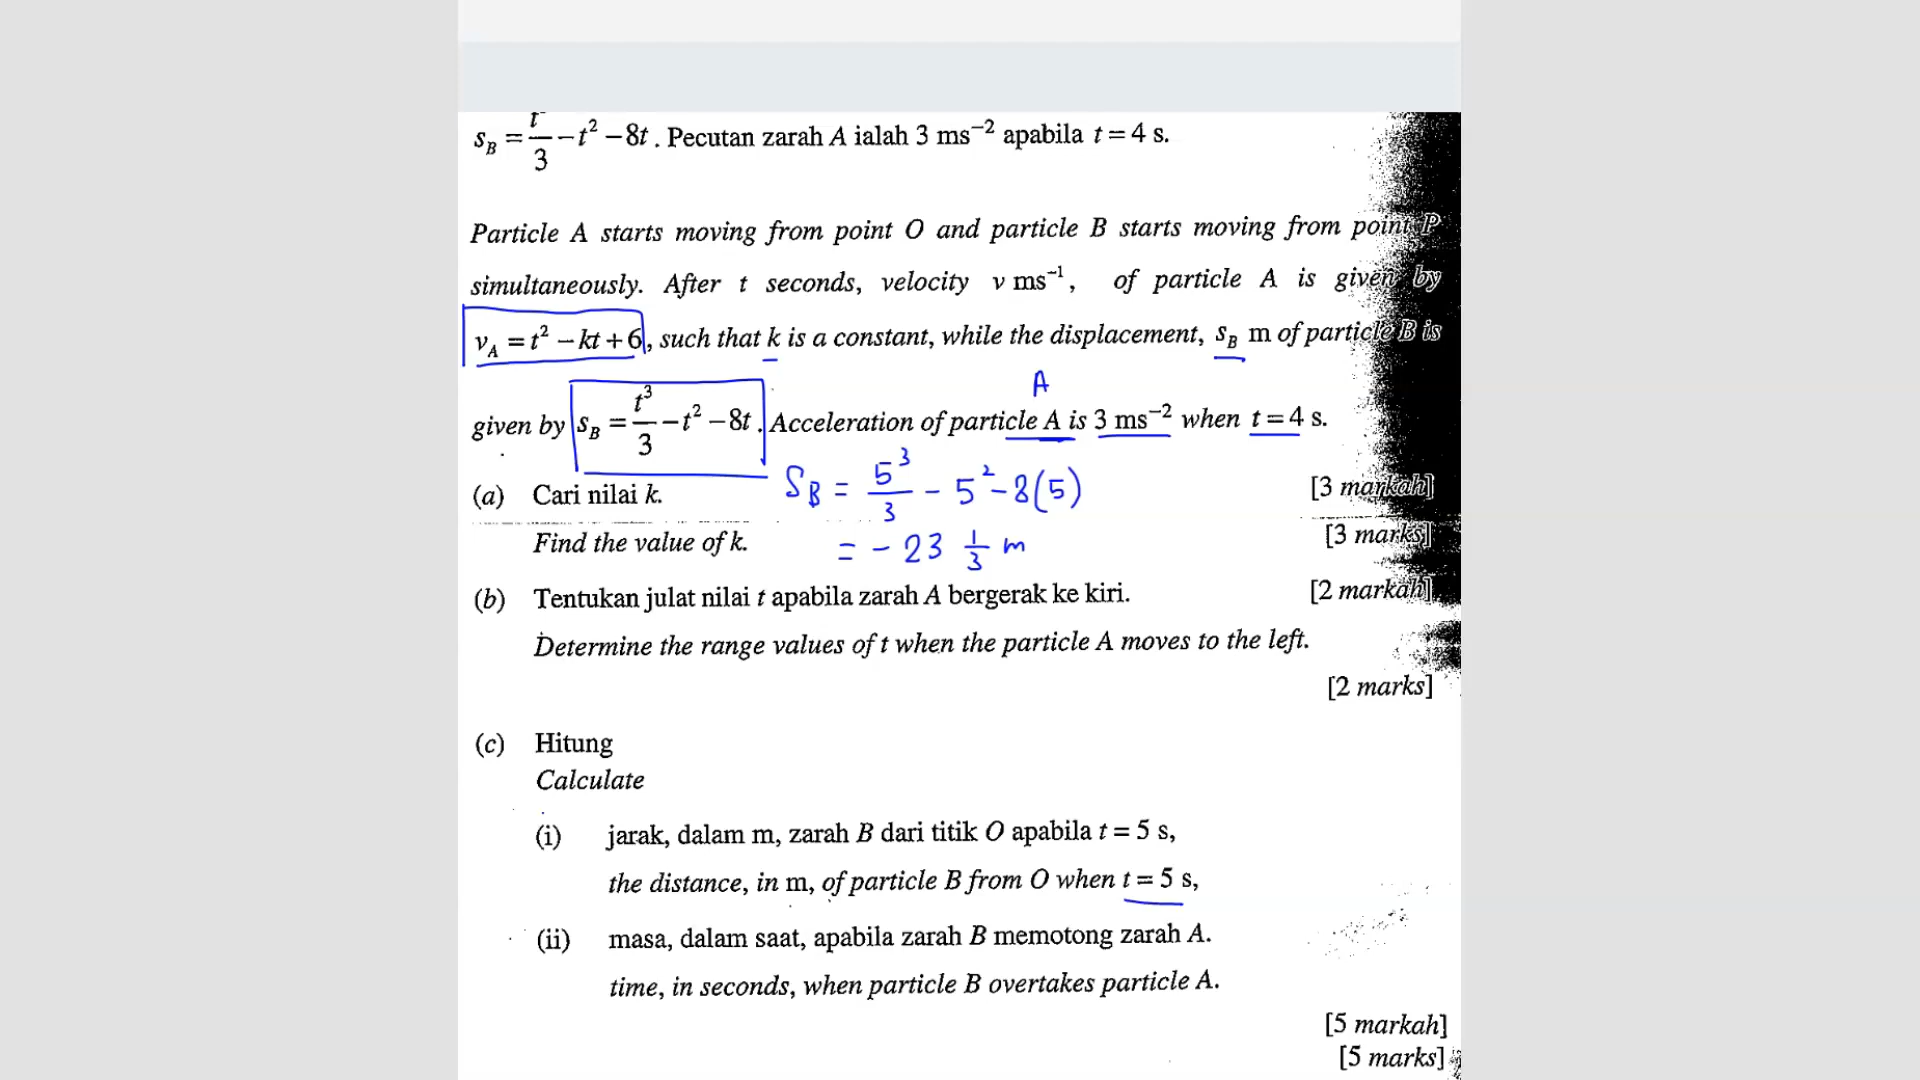 s_B = t/3 − t² − 8t . Pecutan zarah A ialah 3 ms⁻² apabila t = 4 s.
Particle A starts moving from point O and particle B starts moving from point P
simultaneously. After t seconds, velocity v ms⁻¹, of particle A is given by
v_A = t² − kt + 6, such that k is a constant, while the displacement, s_B m of particle B is
A
given by s_B = t³/3 − t² − 8t. Acceleration of particle A is 3 ms⁻² when t = 4 s.
S_B = 5³/3 − 5² − 8(5)
(a) Cari nilai k. [3 markah]
Find the value of k. [3 marks]
= − 23 1/3 m
(b) Tentukan julat nilai t apabila zarah A bergerak ke kiri. [2 markah]
Determine the range values of t when the particle A moves to the left.
[2 marks]
(c) Hitung
Calculate
(i) jarak, dalam m, zarah B dari titik O apabila t = 5 s,
the distance, in m, of particle B from O when t = 5 s,
(ii) masa, dalam saat, apabila zarah B memotong zarah A.
time, in seconds, when particle B overtakes particle A.
[5 markah]
[5 marks]